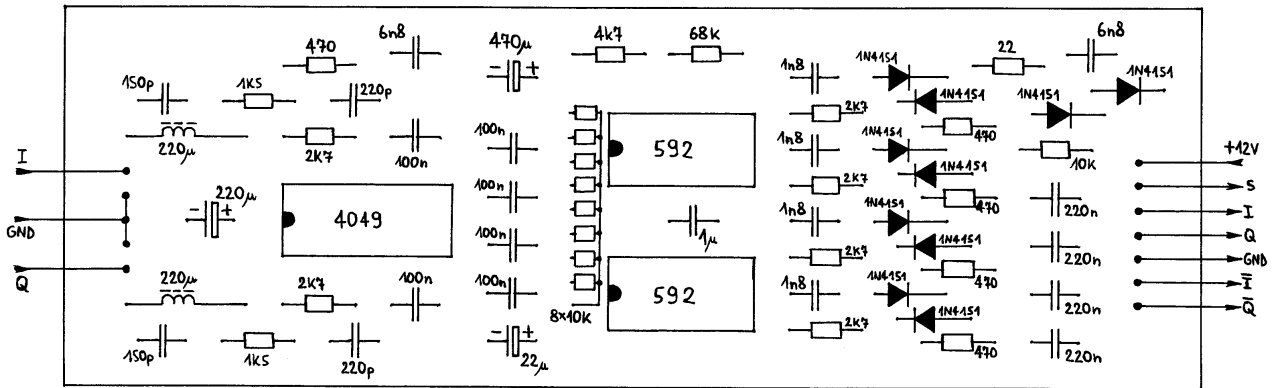 6n8
470
470μ
4k7
68k
22
6n8
150p
1K5
220p
1n8
1N4151
1N4151
1N4151
1N4151
220μ
2K7
100n
100n
592
2K7
470
1n8
1N4151
10k
I
+12V
220μ
4049
100n
2K7
1N4151
470
220n
S
I
GND
1μ
1n8
1N4151
Q
100n
2K7
1N4151
470
220n
GND
Q
220μ
2K7
100n
100n
592
1n8
1N4151
220n
I̅
8x10K
2K7
1N4151
470
Q̅
150p
1K5
220p
22μ
220n